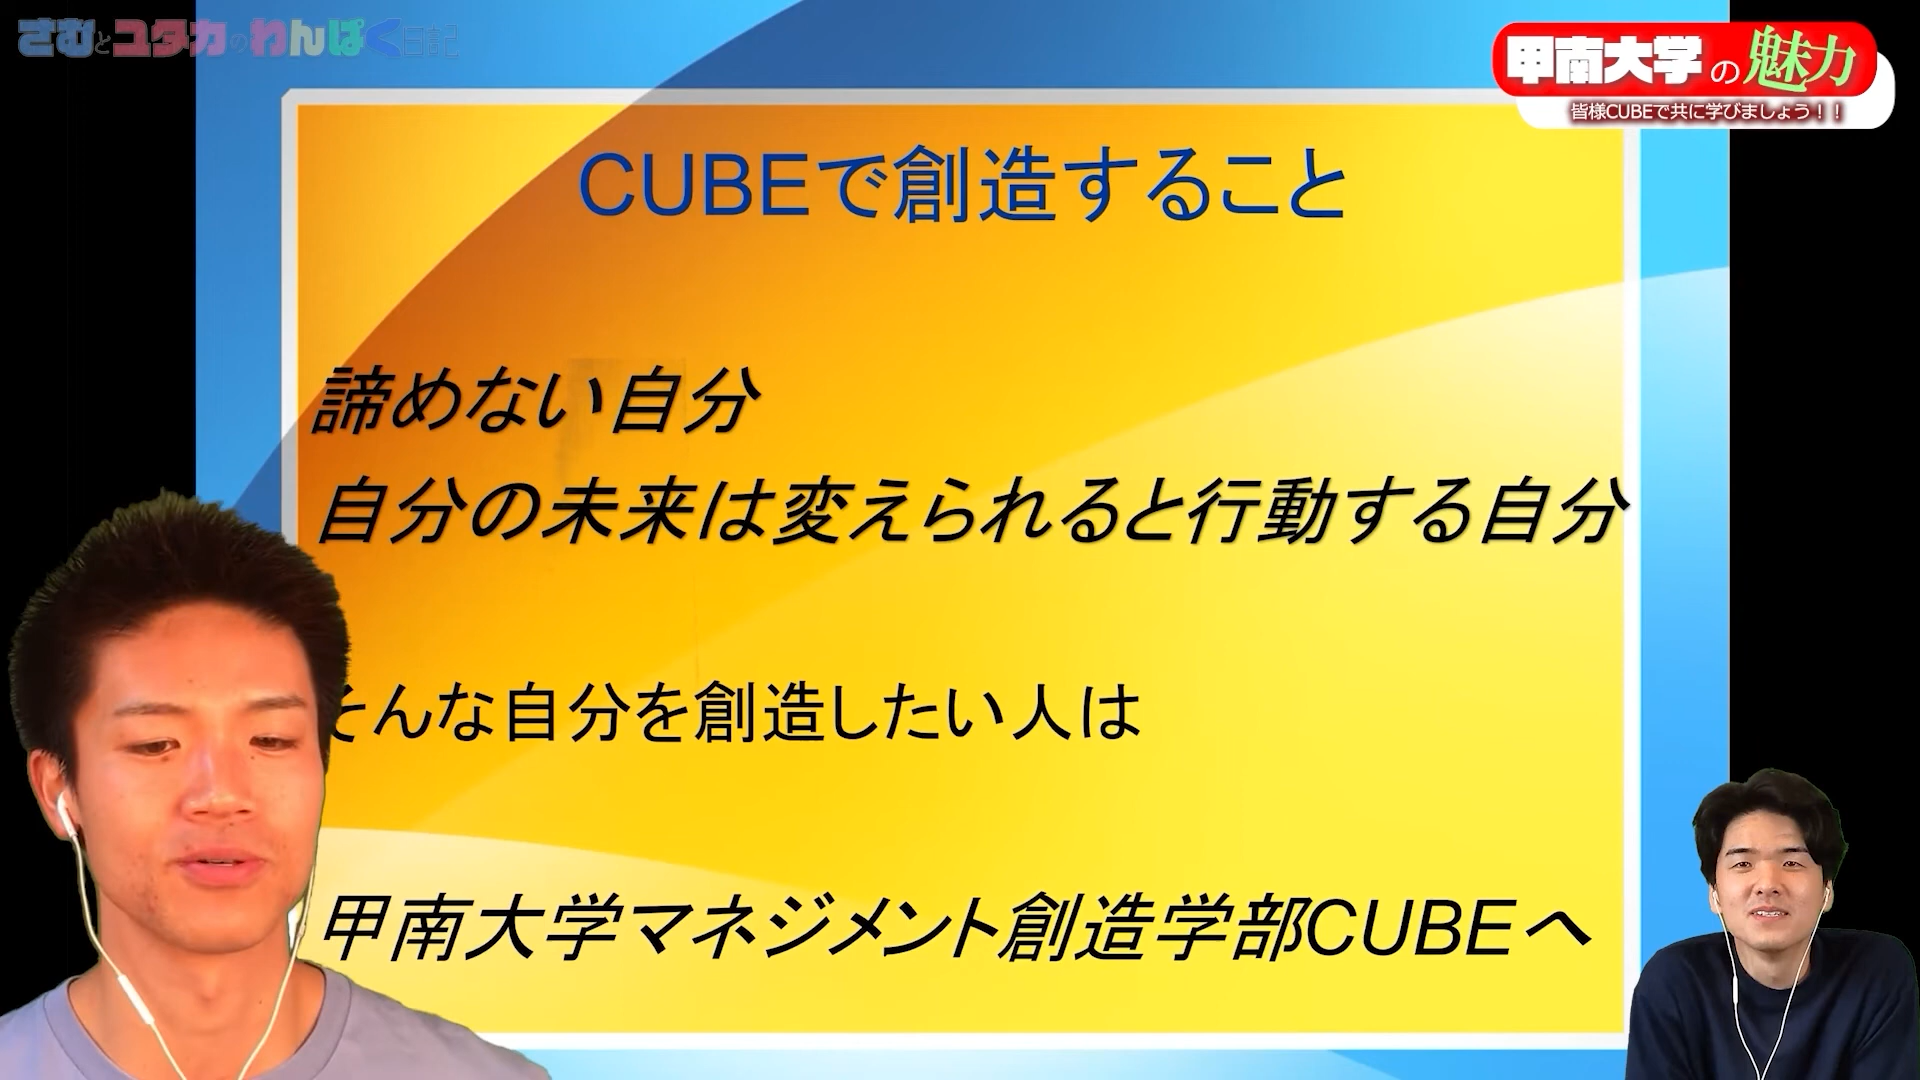 さむとユタカのわんぱく日記
甲南大学の魅力
皆様CUBEで共に学びましょう！！
CUBEで創造すること
諦めない自分
自分の未来は変えられると行動する自分
そんな自分を創造したい人は
甲南大学マネジメント創造学部CUBEへ